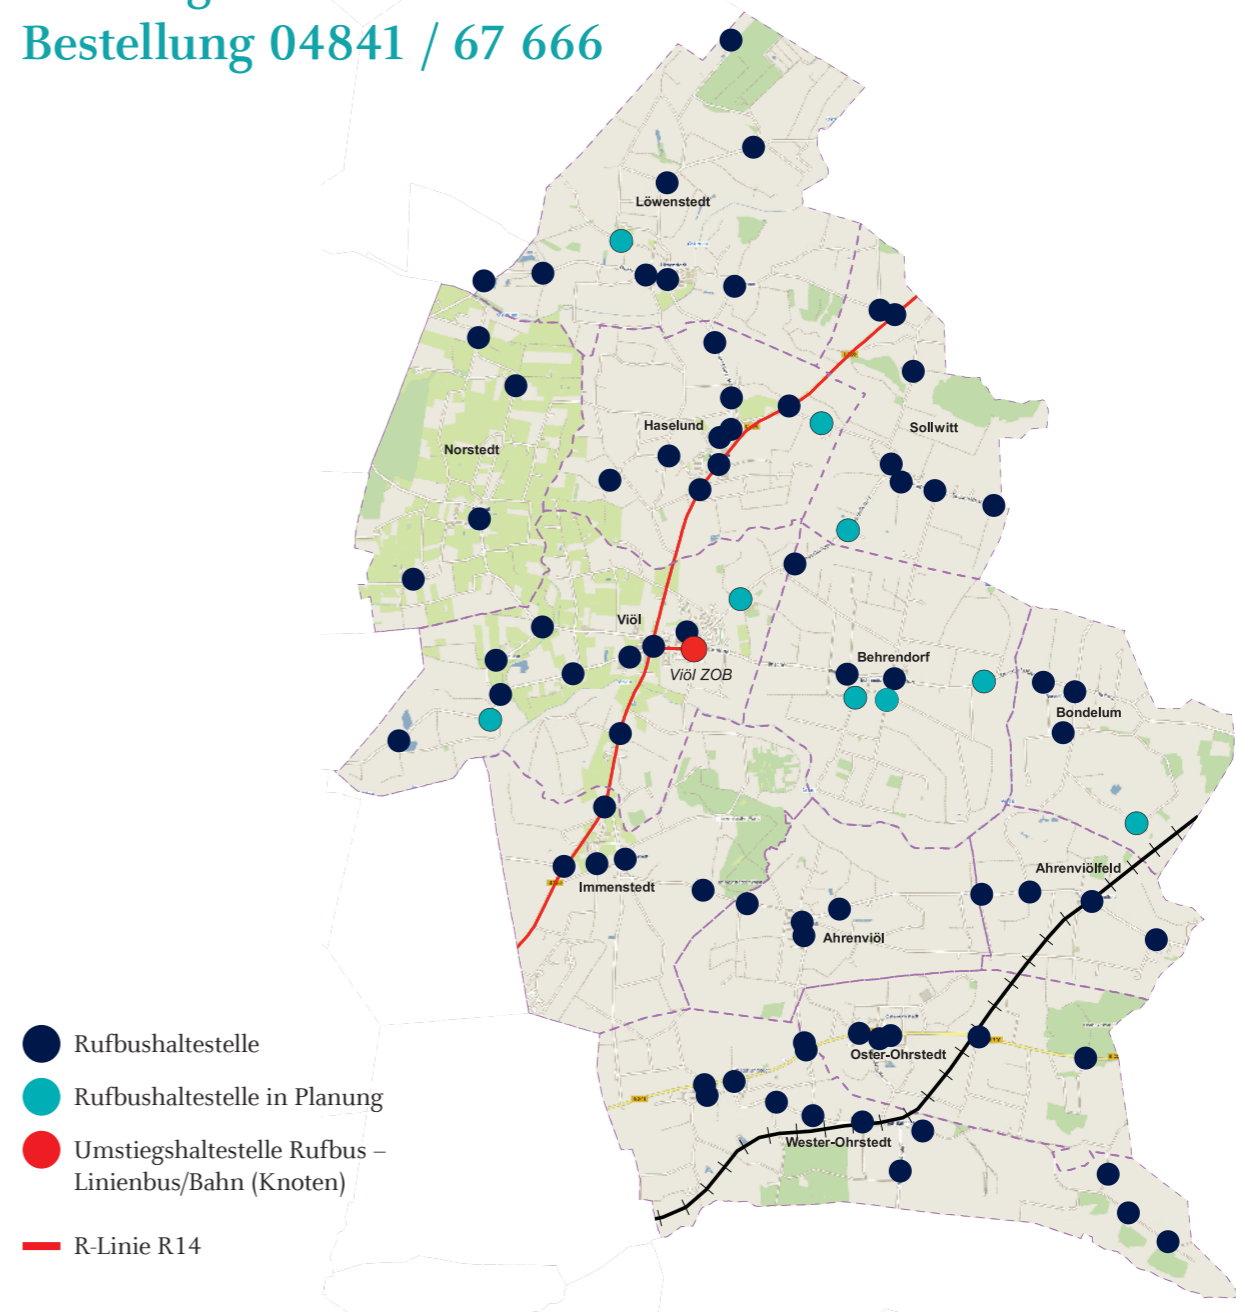 Bestellung 04841 / 67 666
Löwenstedt
Haselund
Sollwitt
Norstedt
Viöl
Viöl ZOB
Behrendorf
Bondelum
Ahrenviölfeld
Immenstedt
Ahrenviöl
Oster-Ohrstedt
Wester-Ohrstedt
Rufbushaltestelle
Rufbushaltestelle in Planung
Umstiegshaltestelle Rufbus –
Linienbus/Bahn (Knoten)
R-Linie R14